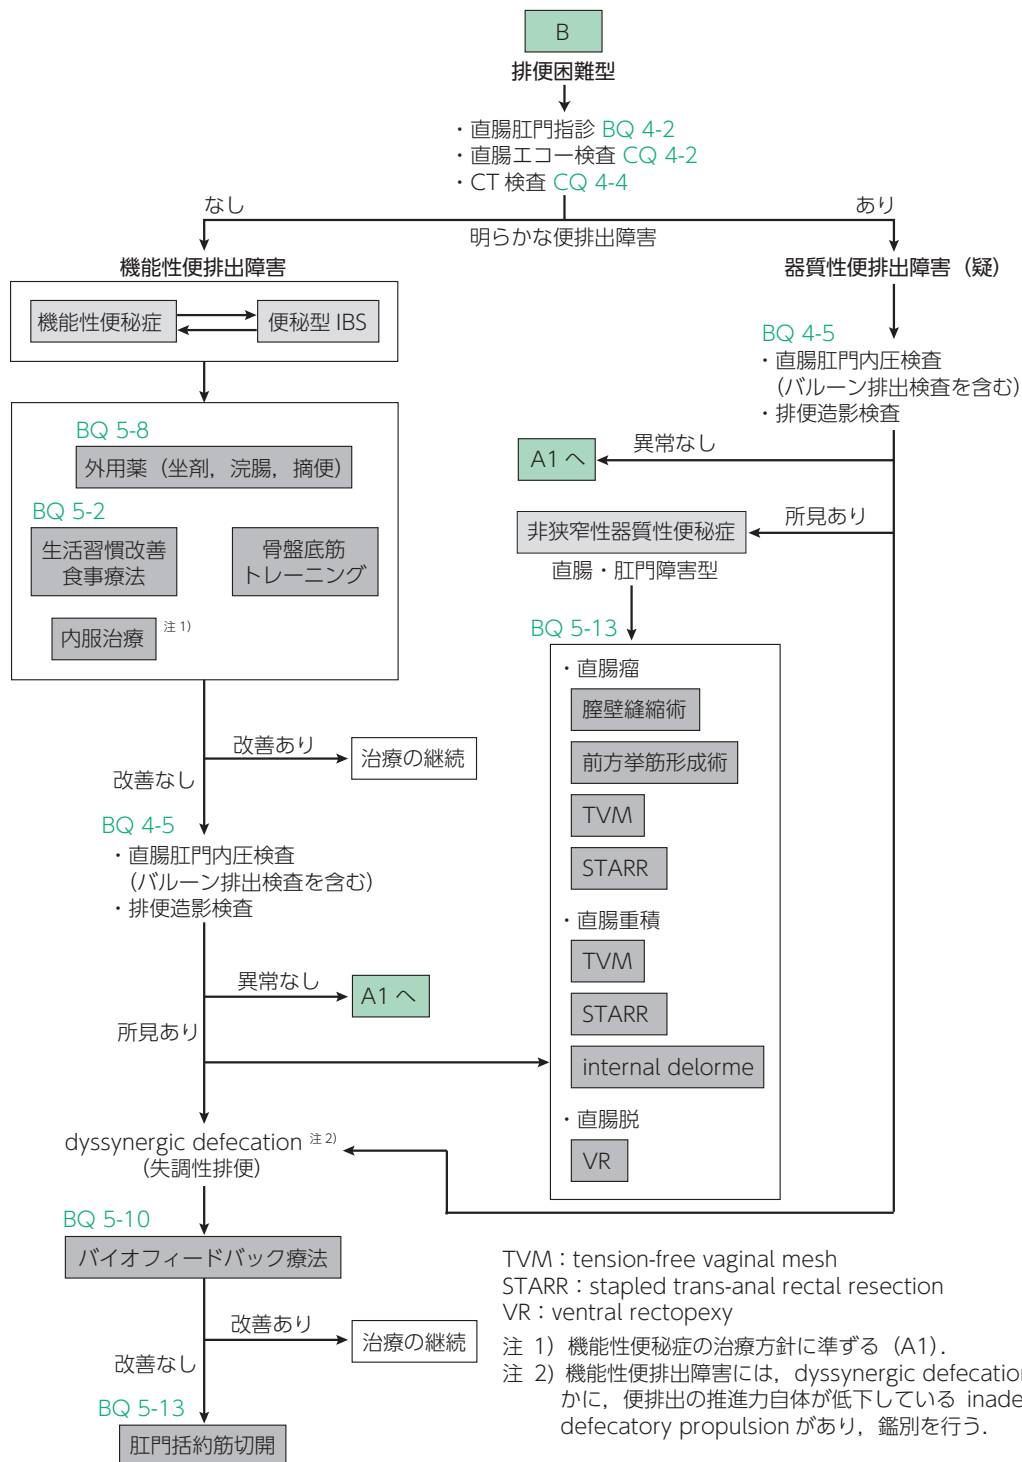 B
排便困難型
・直腸肛門指診 BQ 4-2
・直腸エコー検査 CQ 4-2
・CT 検査 CQ 4-4
なし
あり
明らかな便排出障害
機能性便排出障害
器質性便排出障害（疑）
機能性便秘症
便秘型 IBS
BQ 4-5
・直腸肛門内圧検査
（バルーン排出検査を含む）
・排便造影検査
BQ 5-8
外用薬（坐剤，浣腸，摘便）
BQ 5-2
生活習慣改善
食事療法
骨盤底筋
トレーニング
内服治療 注 1)
異常なし
A1 へ
所見あり
非狭窄性器質性便秘症
直腸・肛門障害型
BQ 5-13
・直腸瘤
膣壁縫縮術
前方挙筋形成術
TVM
STARR
・直腸重積
TVM
STARR
internal delorme
・直腸脱
VR
改善あり
治療の継続
改善なし
BQ 4-5
・直腸肛門内圧検査
（バルーン排出検査を含む）
・排便造影検査
異常なし
A1 へ
所見あり
dyssynergic defecation 注 2)
（失調性排便）
BQ 5-10
バイオフィードバック療法
改善あり
治療の継続
改善なし
BQ 5-13
肛門括約筋切開
TVM：tension-free vaginal mesh
STARR：stapled trans-anal rectal resection
VR：ventral rectopexy
注 1) 機能性便秘症の治療方針に準ずる（A1）．
注 2) 機能性便排出障害には，dyssynergic defecation
かに，便排出の推進力自体が低下している inade
defecatory propulsion があり，鑑別を行う．